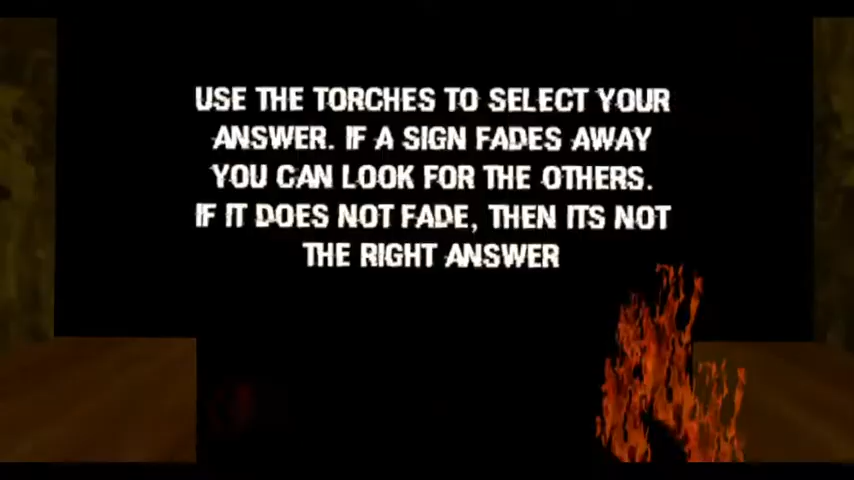 USE THE TORCHES TO SELECT YOUR
ANSWER. IF A SIGN FADES AWAY
YOU CAN LOOK FOR THE OTHERS.
IF IT DOES NOT FADE, THEN ITS NOT
THE RIGHT ANSWER